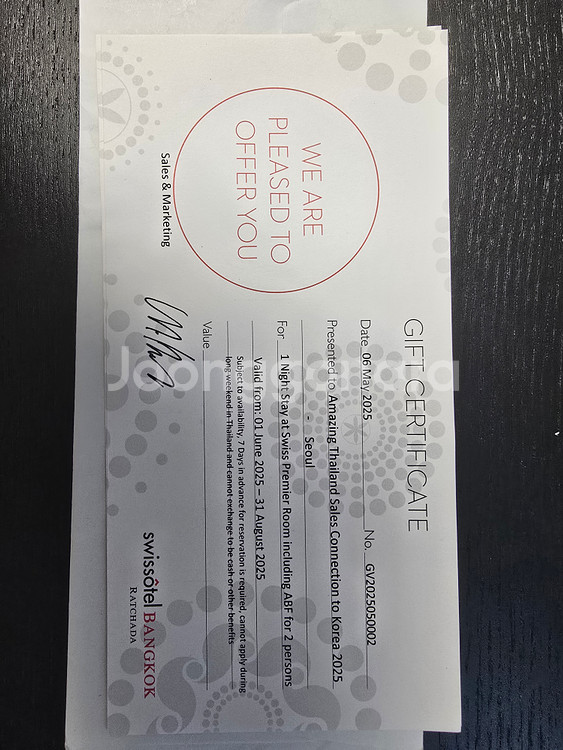 WE ARE
PLEASED TO
OFFER YOU
Sales & Marketing
GIFT CERTIFICATE
Date 06 May 2025 No. GV2025050002
Presented to Amazing Thailand Sales Connection to Korea 2025
- Seoul
For 1 Night Stay at Swiss Premier Room including ABF for 2 persons
Valid from: 01 June 2025 – 31 August 2025
Subject to availability, 7 Days in advance for reservation is required, cannot apply during
long weekend in Thailand and cannot exchange to be cash or other benefits
Value
swissôtel BANGKOK
RATCHADA
Joonggonara